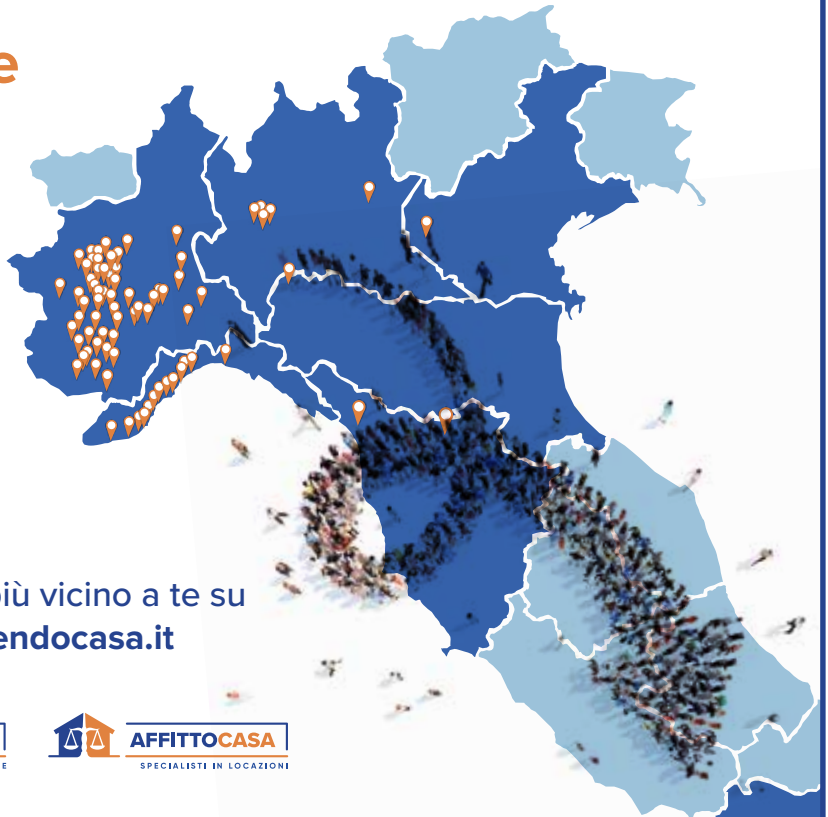 e
più vicino a te su
endocasa.it
E
AFFITTOCASA
SPECIALISTI IN LOCAZIONI